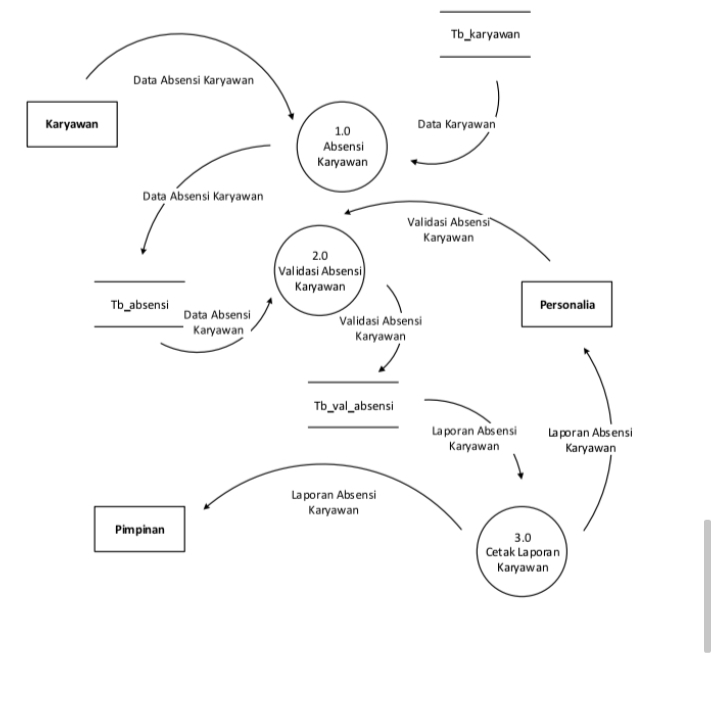 Tb_karyawan
Data Absensi Karyawan
Karyawan
Data Karyawan
1.0
Absensi
Karyawan
Data Absensi Karyawan
Validasi Absensi
Karyawan
2.0
Validasi Absensi
Karyawan
Tb_absensi
Personalia
Data Absensi
Karyawan
Validasi Absensi
Karyawan
Tb_val_absensi
Laporan Absensi
Karyawan
Laporan Absensi
Karyawan
Laporan Absensi
Karyawan
Pimpinan
3.0
Cetak Laporan
Karyawan